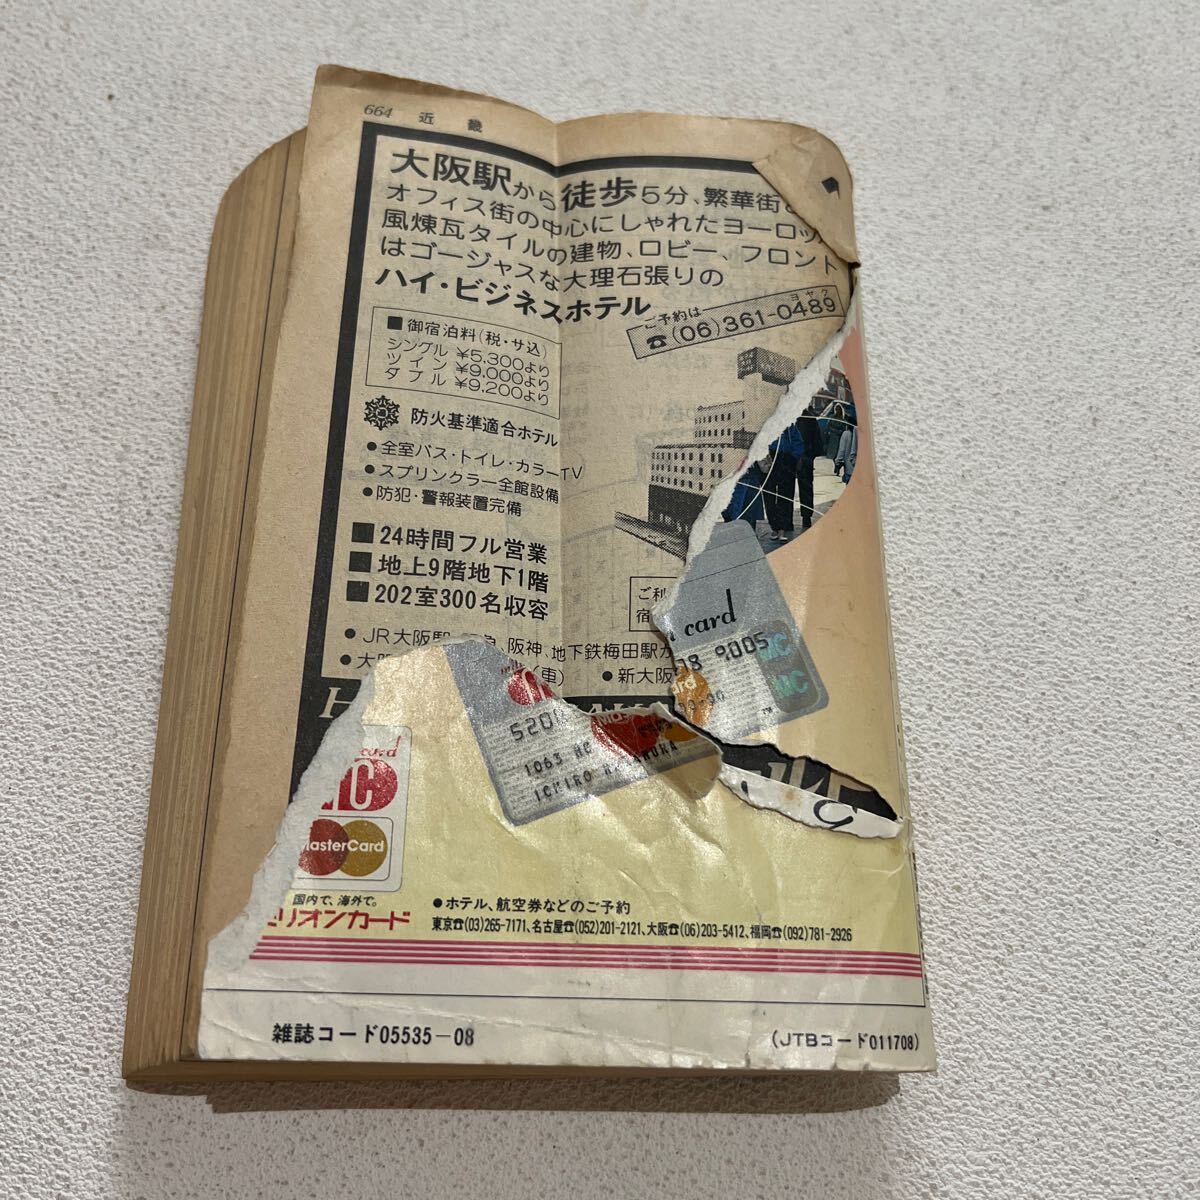 664 近畿
大阪駅から徒歩5分、繁華街
オフィス街の中心にしゃれたヨーロッパ
風煉瓦タイルの建物、ロビー、フロント
はゴージャスな大理石張りの
ハイ・ビジネスホテル
ご予約は ヨヤク
☎(06)361-0489
■御宿泊料(税・サ込)
シングル ¥5.300より
ツイン ¥9.000より
ダブル ¥9.200より
防火基準適合ホテル
●全室バス・トイレ・カラーTV
●スプリンクラー全館設備
●防犯・警報装置完備
■24時間フル営業
■地上9階地下1階
■202室300名収容
ご利
宿
●JR大阪駅、阪神、地下鉄梅田駅か
●大阪 (車) ●新大阪
card
78 9005
520
1063
ICHIRO
card
MasterCard
国内で、海外で。
ミリオンカード
●ホテル、航空券などのご予約
東京☎(03)265-7171、名古屋☎(052)201-2121、大阪☎(06)203-5412、福岡☎(092)781-2926
雑誌コード05535-08
(JTBコード011708)